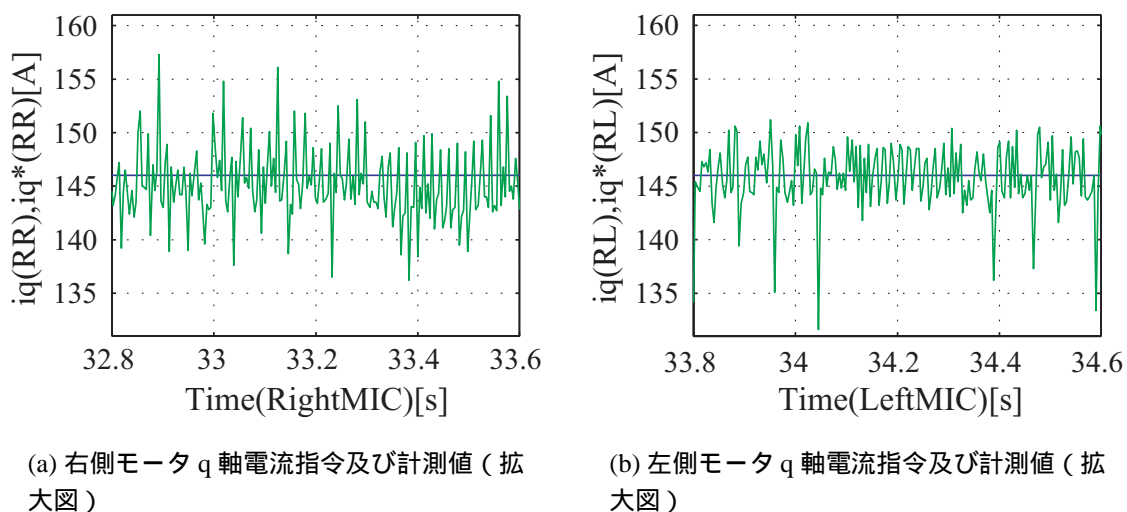 160
155
150
145
140
135
iq(RR),iq*(RR)[A]
32.8 33 33.2 33.4 33.6
Time(RightMIC)[s]
(a) 右側モータ q 軸電流指令及び計測値（拡
大図）
160
155
150
145
140
135
iq(RL),iq*(RL)[A]
33.8 34 34.2 34.4 34.6
Time(LeftMIC)[s]
(b) 左側モータ q 軸電流指令及び計測値（拡
大図）